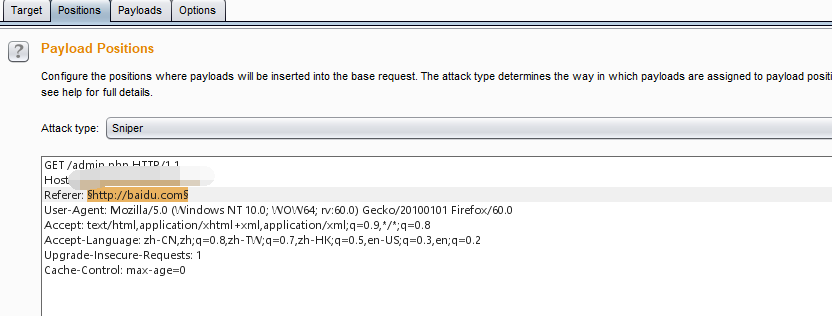 Target Positions Payloads Options
? Payload Positions
Configure the positions where payloads will be inserted into the base request. The attack type determines the way in which payloads are assigned to payload
see help for full details.
Attack type: Sniper
GET /admin.php HTTP/1.1
Host
Referer: §http://baidu.com§
User-Agent: Mozilla/5.0 (Windows NT 10.0; WOW64; rv:60.0) Gecko/20100101 Firefox/60.0
Accept: text/html,application/xhtml+xml,application/xml;q=0.9,*/*;q=0.8
Accept-Language: zh-CN,zh;q=0.8,zh-TW;q=0.7,zh-HK;q=0.5,en-US;q=0.3,en;q=0.2
Upgrade-Insecure-Requests: 1
Cache-Control: max-age=0